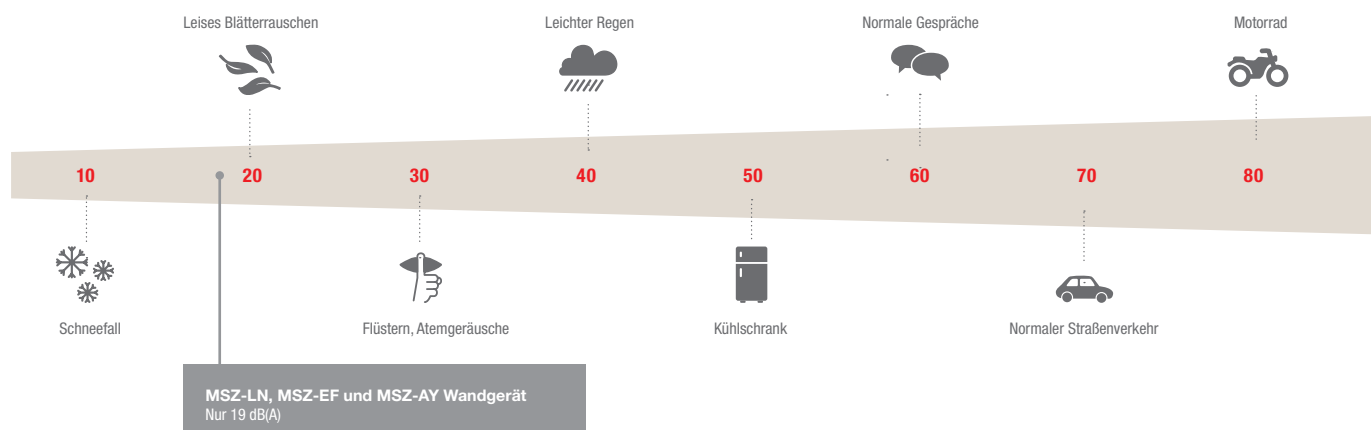 Leises Blätterrauschen
Leichter Regen
Normale Gespräche
Motorrad
10
20
30
40
50
60
70
80
Schneefall
Flüstern, Atemgeräusche
Kühlschrank
Normaler Straßenverkehr
MSZ-LN, MSZ-EF und MSZ-AY Wandgerät
Nur 19 dB(A)